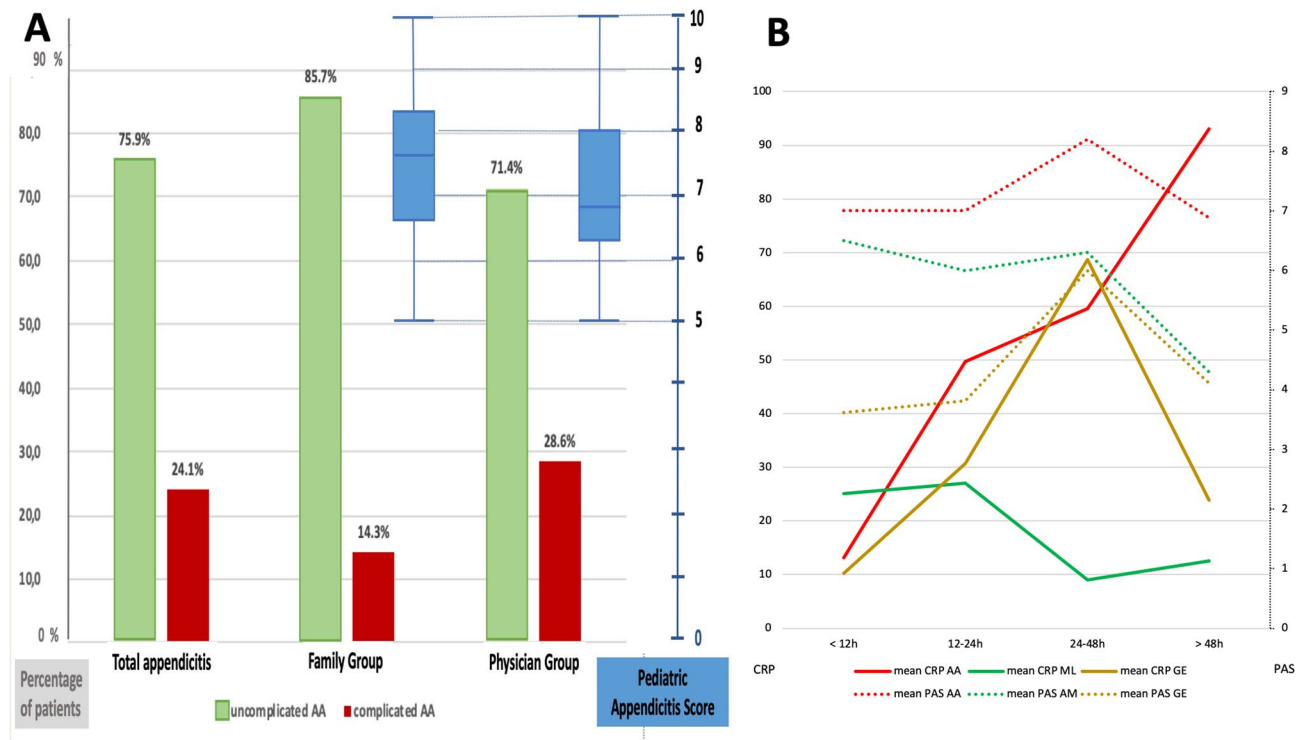 A
90 %
80,0
70,0
60,0
50,0
40,0
30,0
20,0
10,0
0 %
75.9%
24.1%
85.7%
14.3%
71.4%
28.6%
10
9
8
7
6
5
0
Total appendicitis
Family Group
Physician Group
Percentage
of patients
uncomplicated AA
complicated AA
Pediatric
Appendicitis Score
B
100
90
80
70
60
50
40
30
20
10
0
9
8
7
6
5
4
3
2
1
0
< 12h
12-24h
24-48h
> 48h
CRP
PAS
mean CRP AA
mean CRP ML
mean CRP GE
mean PAS AA
mean PAS AM
mean PAS GE